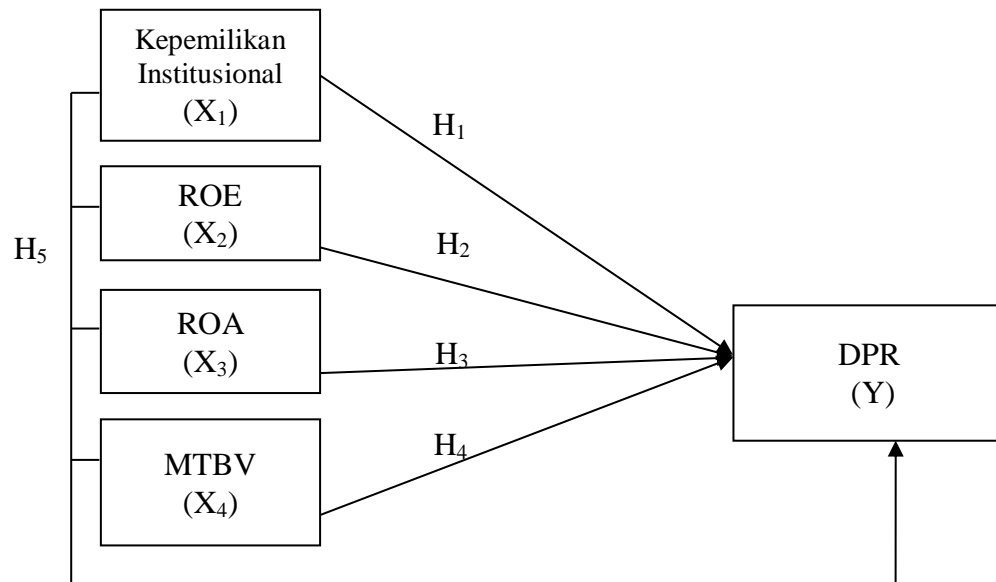 Kepemilikan
Institusional
(X₁)
H₁
ROE
(X₂)
H₂
H₅
ROA
(X₃)
H₃
DPR
(Y)
MTBV
(X₄)
H₄